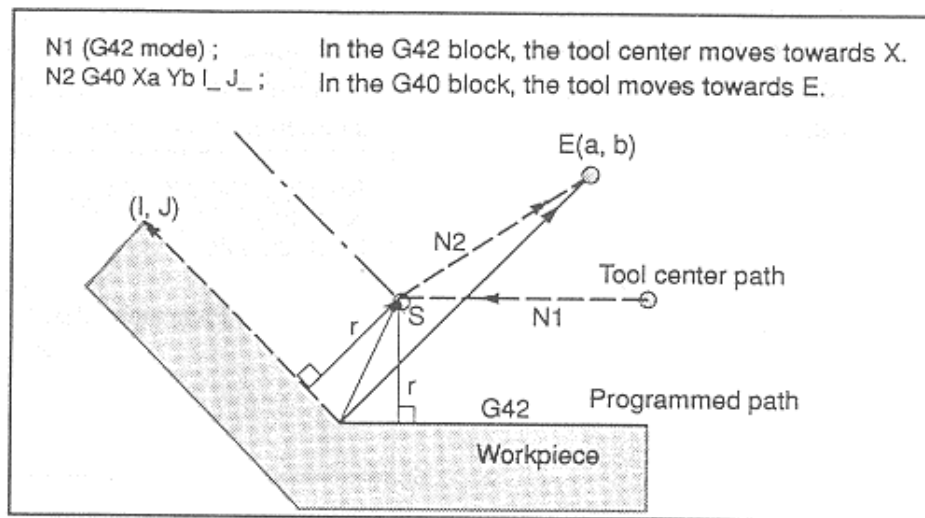 N1 (G42 mode) ; In the G42 block, the tool center moves towards X.
N2 G40 Xa Yb I_ J_ ; In the G40 block, the tool moves towards E.
E(a, b)
(I, J)
N2
Tool center path
S
N1
r
r
G42
Programmed path
Workpiece